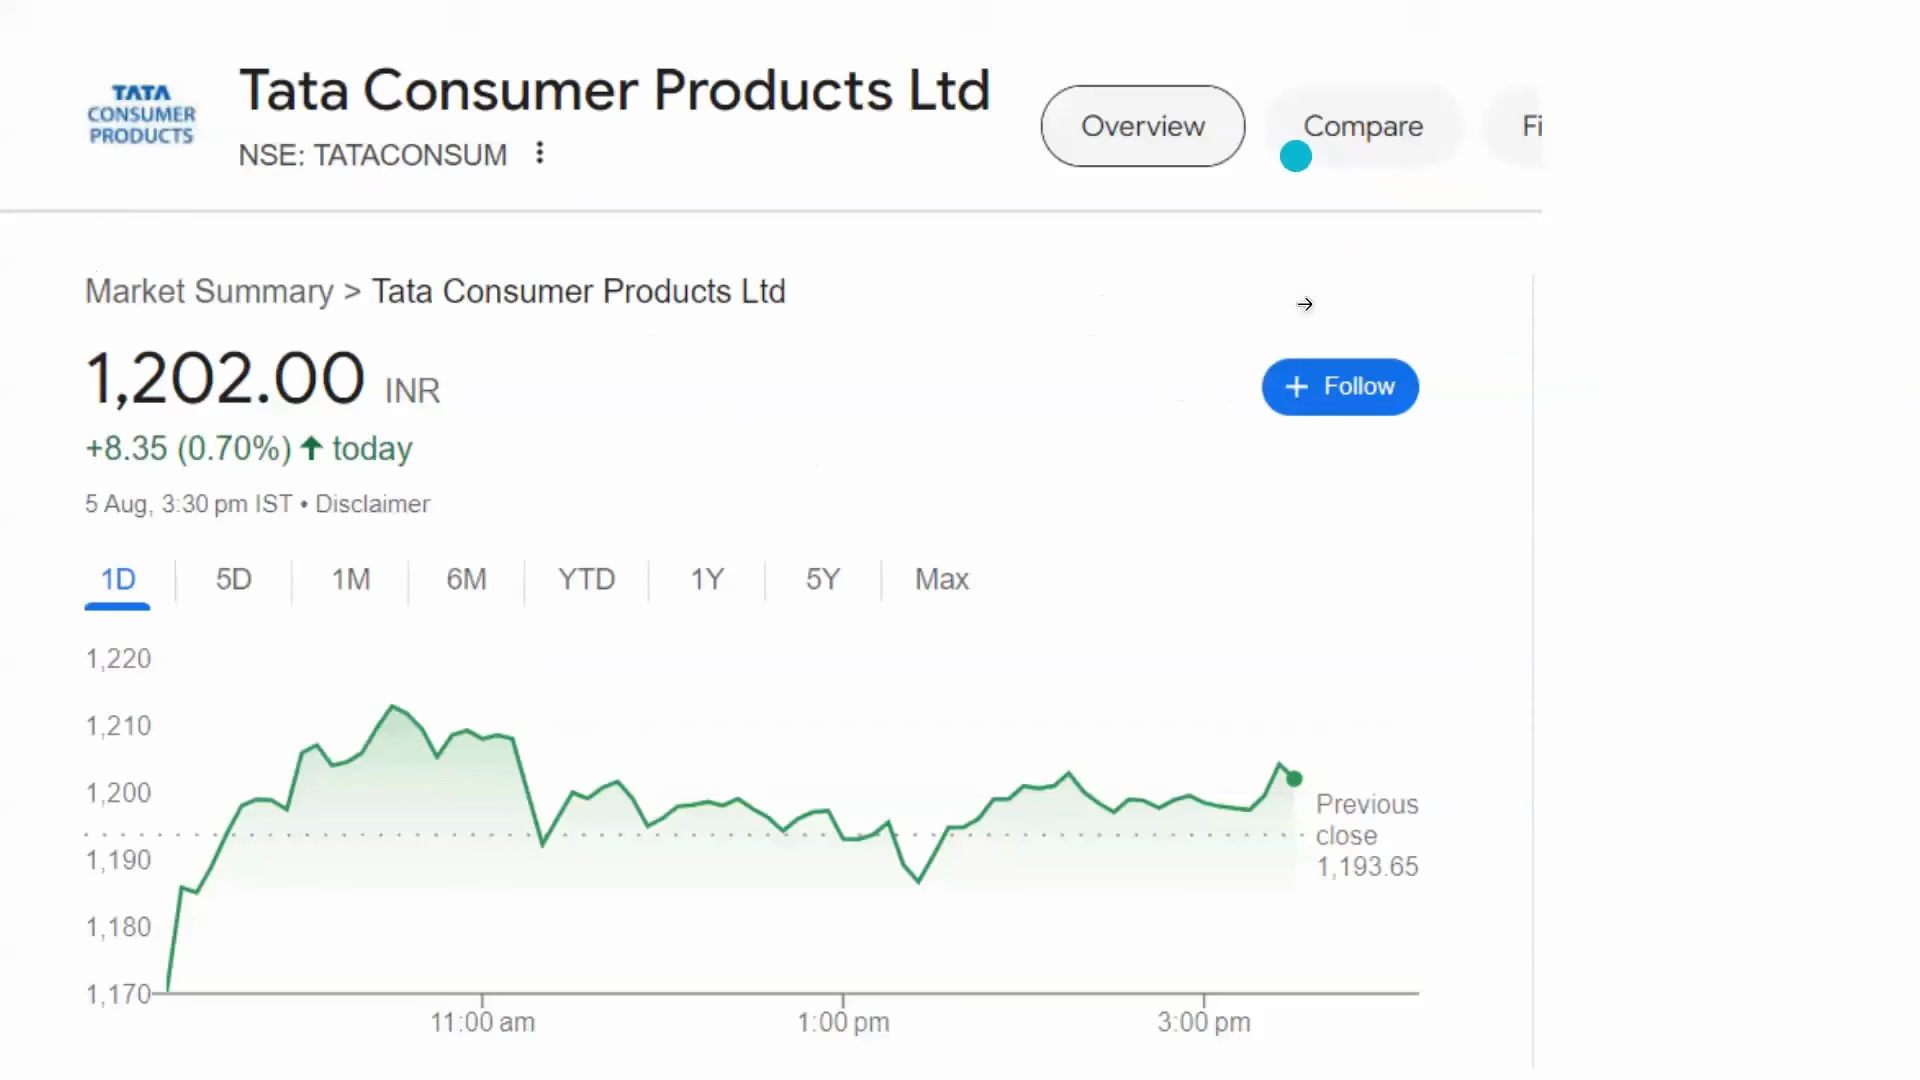 TATA
CONSUMER
PRODUCTS
Tata Consumer Products Ltd
NSE: TATACONSUM
Overview
Compare
Fi
Market Summary > Tata Consumer Products Ltd
1,202.00 INR
+ Follow
+8.35 (0.70%) ↑ today
5 Aug, 3:30 pm IST • Disclaimer
1D 5D 1M 6M YTD 1Y 5Y Max
1,220
1,210
1,200
1,190
1,180
1,170
Previous
close
1,193.65
11:00 am 1:00 pm 3:00 pm